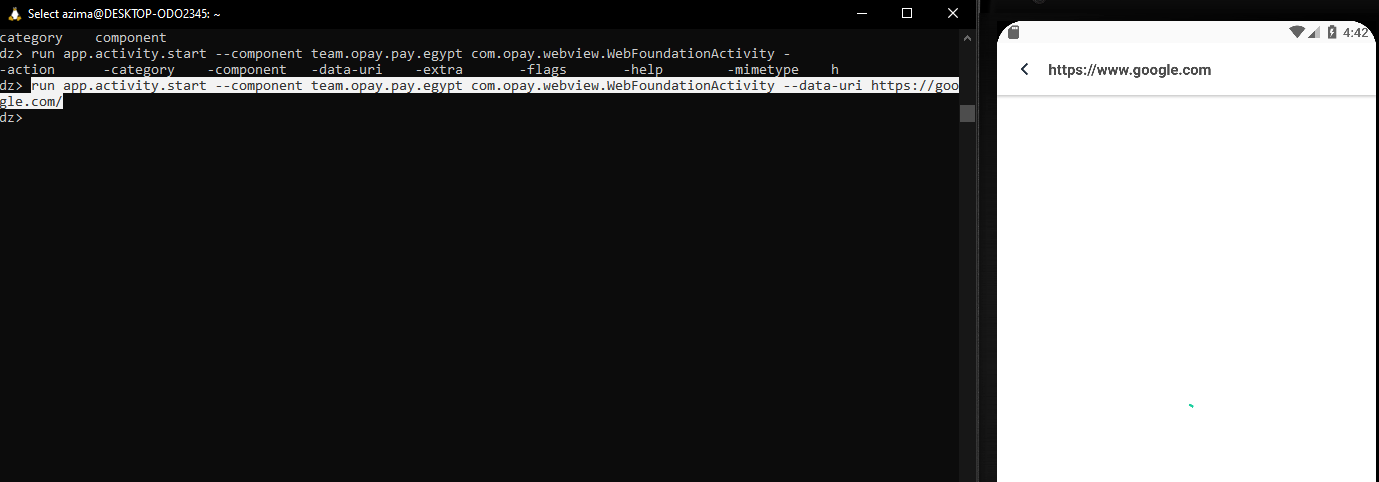 Select azima@DESKTOP-ODO2345: ~
category    component
dz> run app.activity.start --component team.opay.pay.egypt com.opay.webview.WebFoundationActivity -
-action      -category    -component   -data-uri    -extra       -flags       -help        -mimetype    h
dz> run app.activity.start --component team.opay.pay.egypt com.opay.webview.WebFoundationActivity --data-uri https://goo
gle.com/
dz>
4:42
https://www.google.com